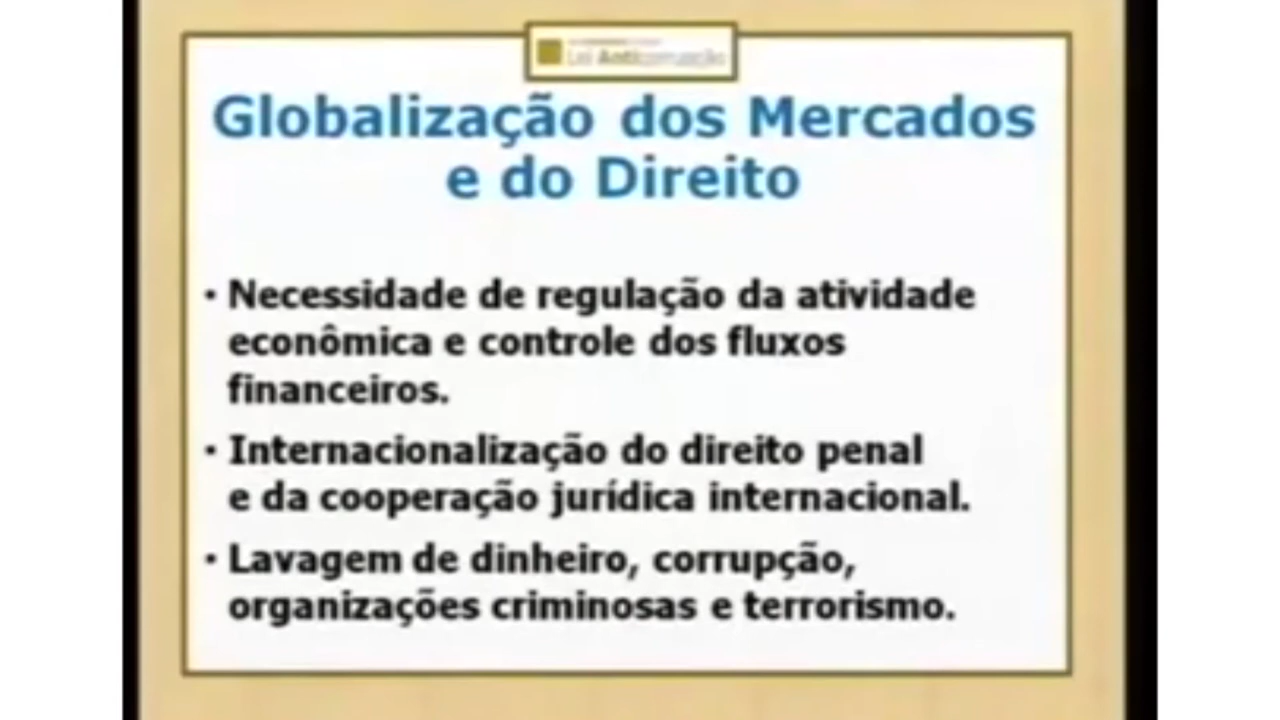 Lei Anticorrupção
Globalização dos Mercados
e do Direito
• Necessidade de regulação da atividade
econômica e controle dos fluxos
financeiros.
• Internacionalização do direito penal
e da cooperação jurídica internacional.
• Lavagem de dinheiro, corrupção,
organizações criminosas e terrorismo.